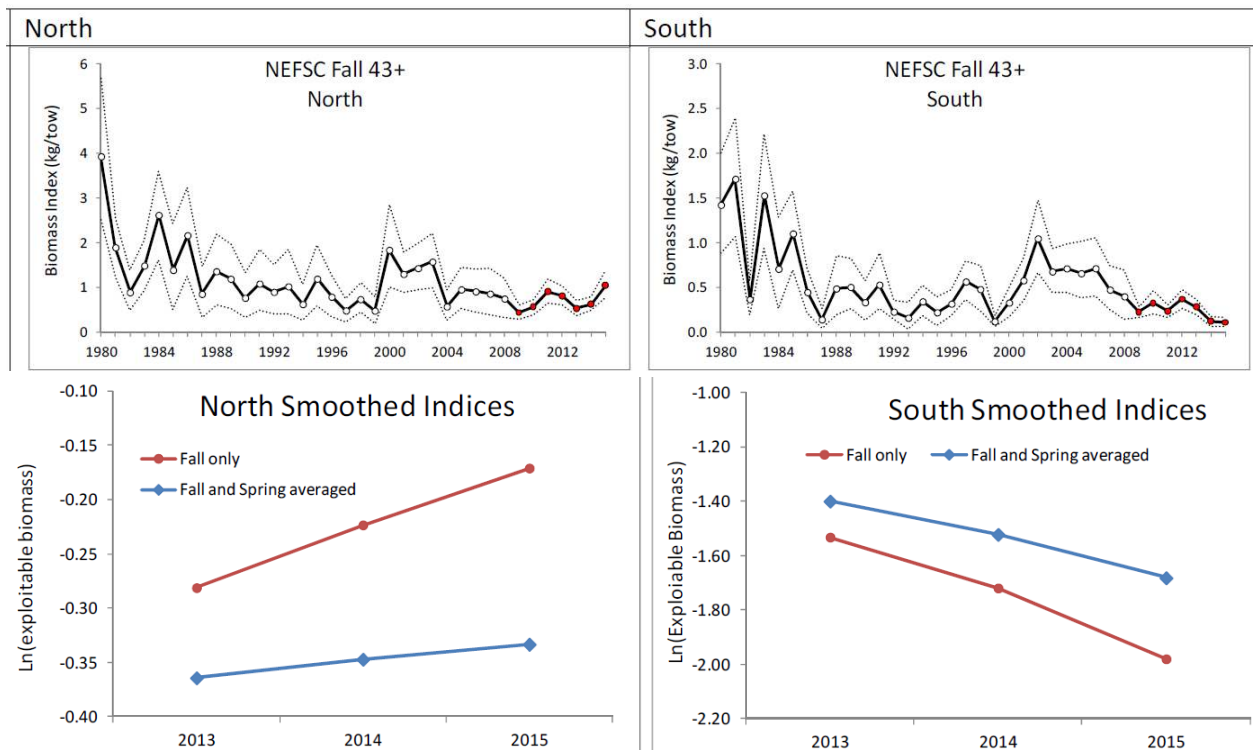 North
South
NEFSC Fall 43+
North
Biomass Index (kg/tow)
6
5
4
3
2
1
0
1980 1984 1988 1992 1996 2000 2004 2008 2012
NEFSC Fall 43+
South
Biomass Index (kg/tow)
3.0
2.5
2.0
1.5
1.0
0.5
0.0
1980 1984 1988 1992 1996 2000 2004 2008 2012
North Smoothed Indices
Fall only
Fall and Spring averaged
Ln(exploitable biomass)
-0.10
-0.15
-0.20
-0.25
-0.30
-0.35
-0.40
2013 2014 2015
South Smoothed Indices
Fall only Fall and Spring averaged
Ln(Exploiable Biomass)
-1.00
-1.20
-1.40
-1.60
-1.80
-2.00
-2.20
2013 2014 2015